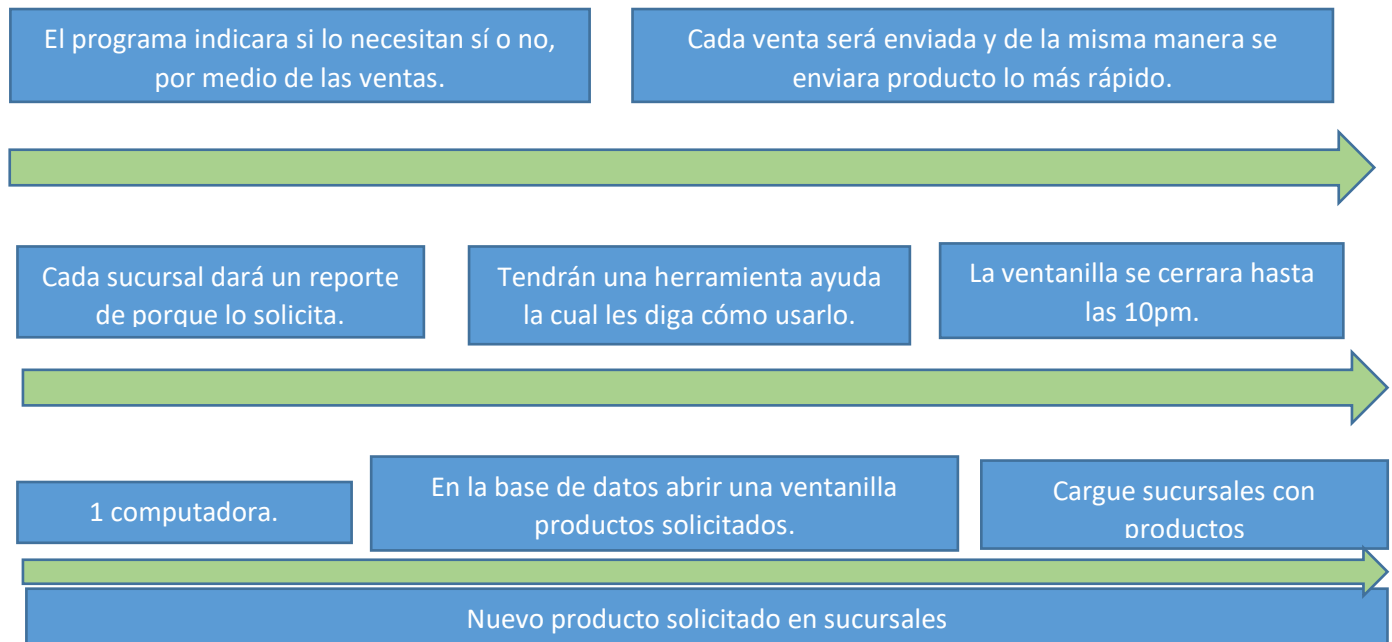 El programa indicara si lo necesitan sí o no,
por medio de las ventas.
Cada venta será enviada y de la misma manera se
enviara producto lo más rápido.
Cada sucursal dará un reporte
de porque lo solicita.
Tendrán una herramienta ayuda
la cual les diga cómo usarlo.
La ventanilla se cerrara hasta
las 10pm.
1 computadora.
En la base de datos abrir una ventanilla
productos solicitados.
Cargue sucursales con
productos
Nuevo producto solicitado en sucursales